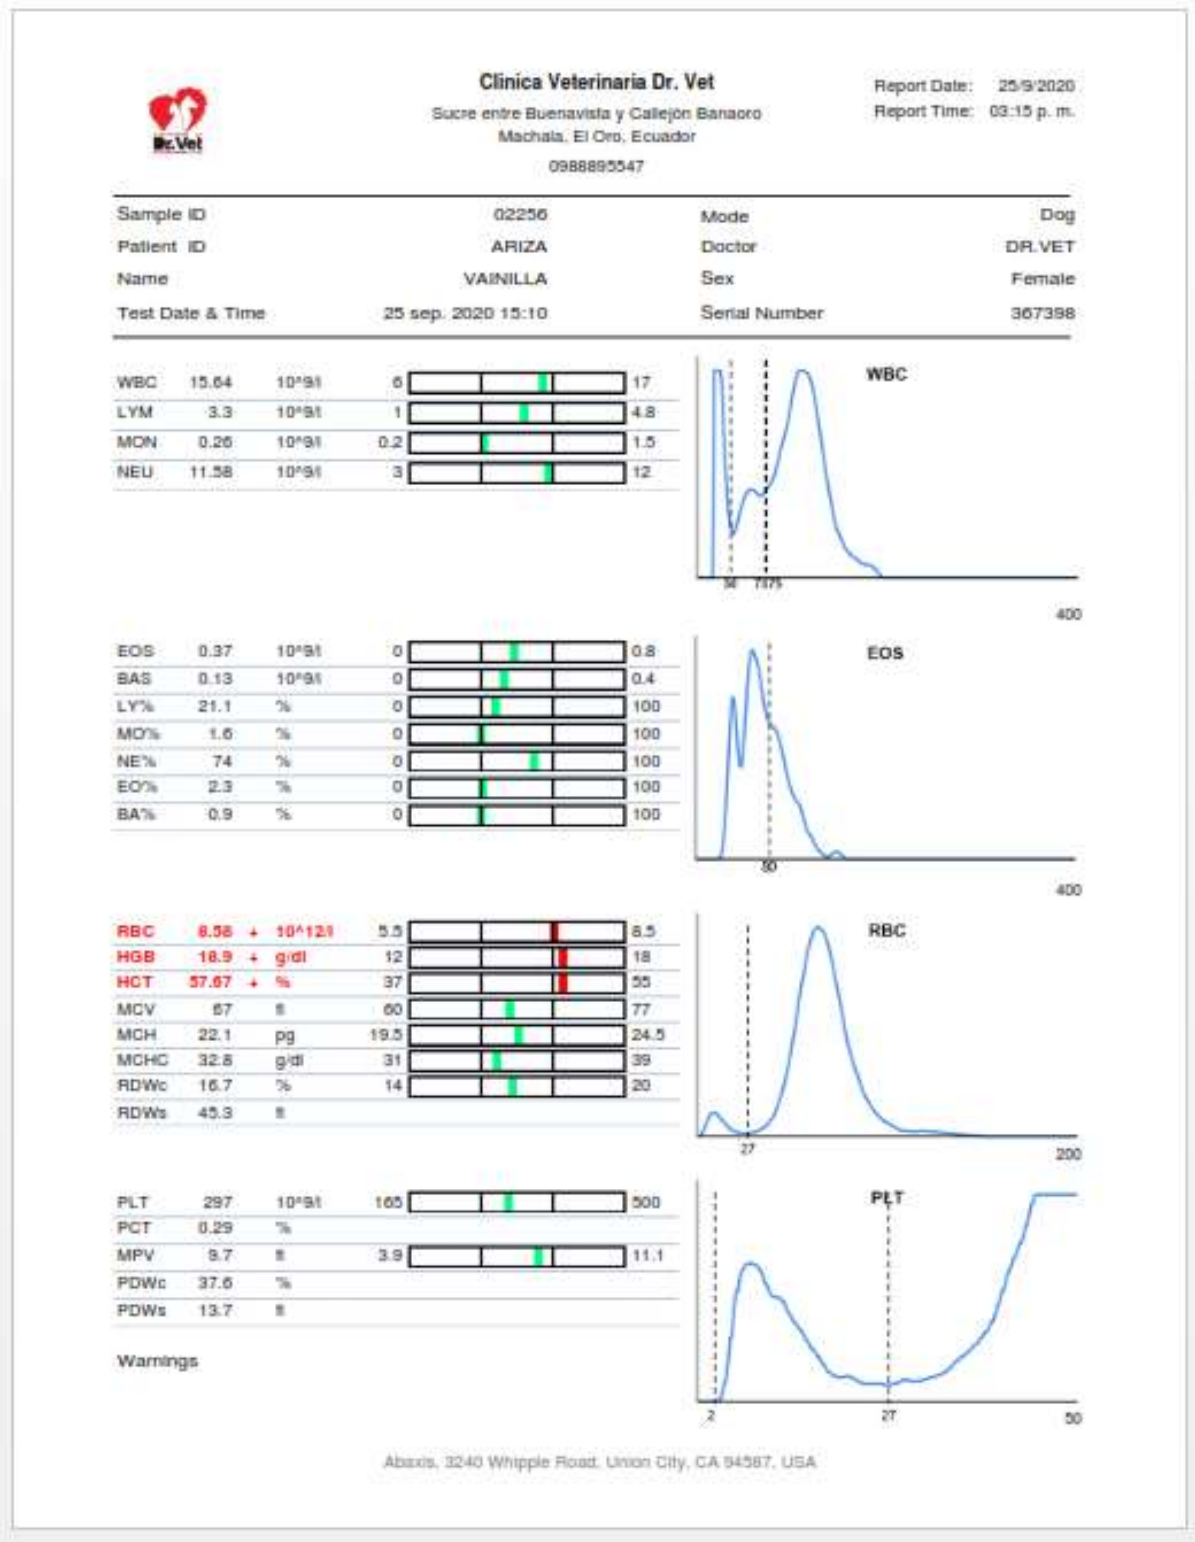 Clinica Veterinaria Dr. Vet
Sucre entre Buenavista y Callejón Banaoro
Machala, El Oro, Ecuador
0988895547
Report Date: 25/9/2020
Report Time: 03:15 p. m.
Dr.Vet
Sample ID 02256 Mode Dog
Patient ID ARIZA Doctor DR.VET
Name VAINILLA Sex Female
Test Date & Time 25 sep. 2020 15:10 Serial Number 367398
WBC 15.64 10^9/l 6 17
LYM 3.3 10^9/l 1 4.8
MON 0.26 10^9/l 0.2 1.5
NEU 11.58 10^9/l 3 12
WBC
50 7375
400
EOS 0.37 10^9/l 0 0.8
BAS 0.13 10^9/l 0 0.4
LY% 21.1 % 0 100
MO% 1.6 % 0 100
NE% 74 % 0 100
EO% 2.3 % 0 100
BA% 0.9 % 0 100
EOS
80
400
RBC 8.58 + 10^12/l 5.5 8.5
HGB 18.9 + g/dl 12 18
HCT 57.67 + % 37 55
MCV 67 fl 60 77
MCH 22.1 pg 19.5 24.5
MCHC 32.8 g/dl 31 39
RDWc 16.7 % 14 20
RDWs 45.3 fl
RBC
27
200
PLT 297 10^9/l 165 500
PCT 0.29 %
MPV 9.7 fl 3.9 11.1
PDWc 37.6 %
PDWs 13.7 fl
PLT
2 27
50
Warnings
Abaxis, 3240 Whipple Road, Union City, CA 94587, USA